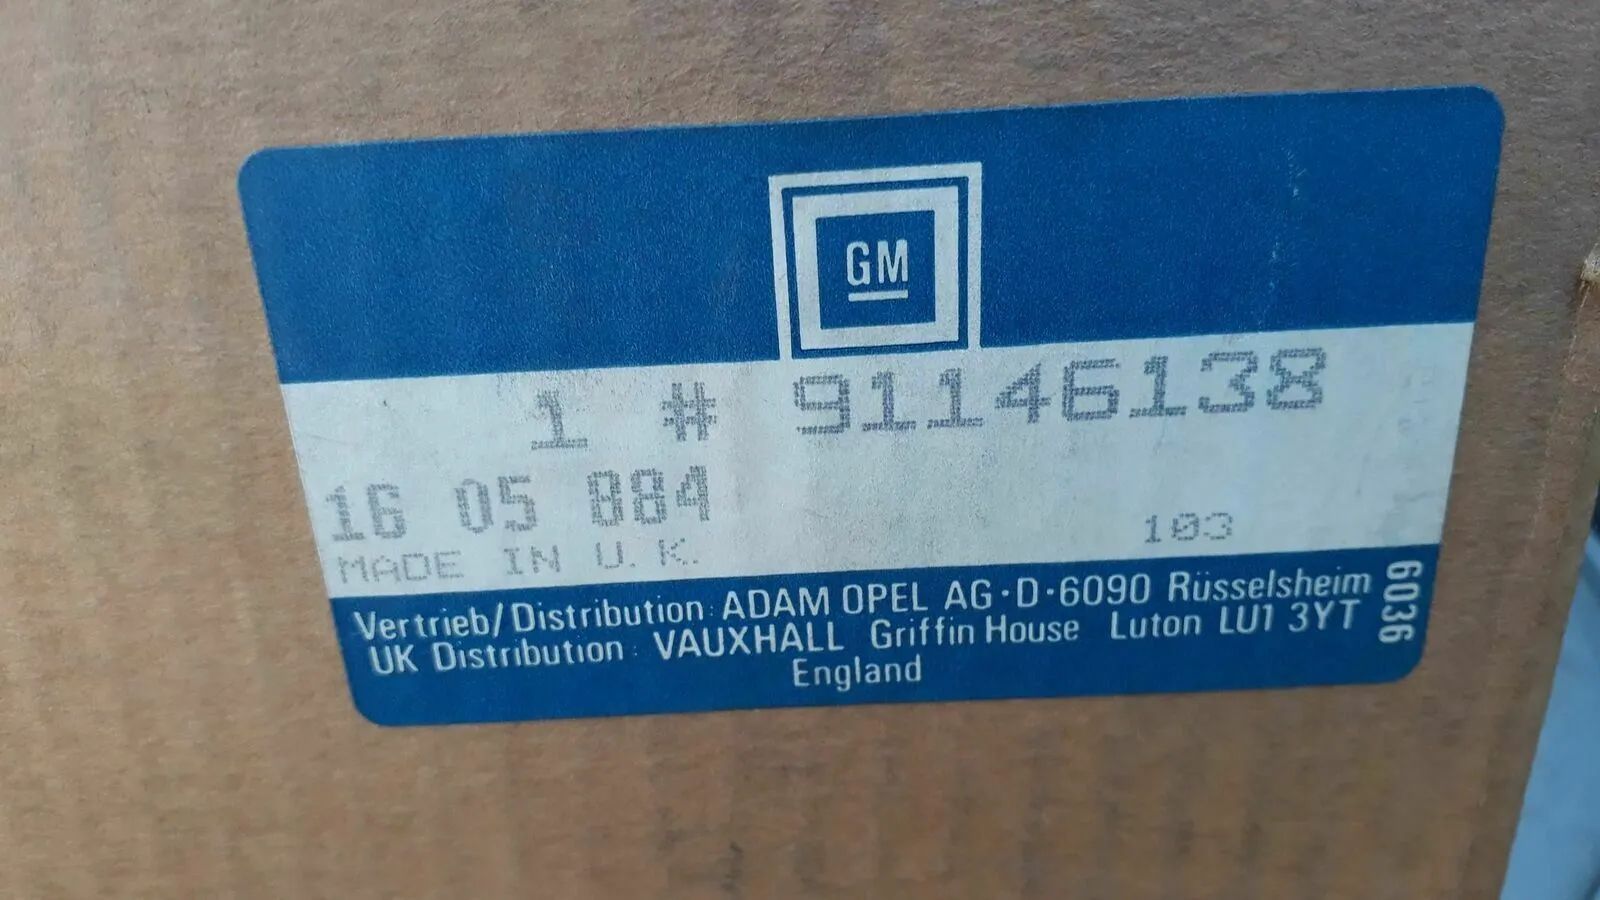 GM
1 # 91146138
16 05 884
MADE IN U.K.
103
Vertrieb/Distribution: ADAM OPEL AG·D·6090 Rüsselsheim
UK Distribution: VAUXHALL Griffin House Luton LU1 3YT
England
6036